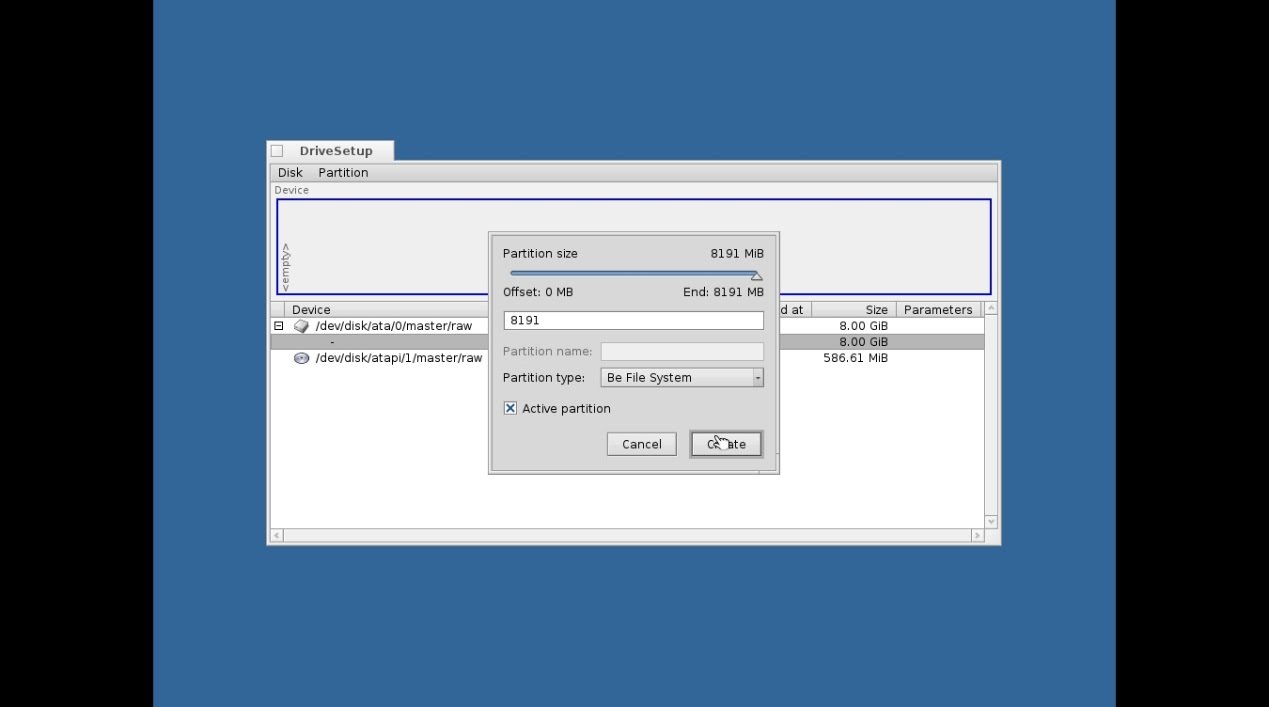 DriveSetup
Disk Partition
Device
<empty>
Partition size 8191 MiB
Offset: 0 MB End: 8191 MB
8191
Partition name:
Partition type: Be File System
Active partition
Cancel
Device d at Size Parameters
/dev/disk/ata/0/master/raw 8.00 GiB
- 8.00 GiB
/dev/disk/atapi/1/master/raw 586.61 MiB